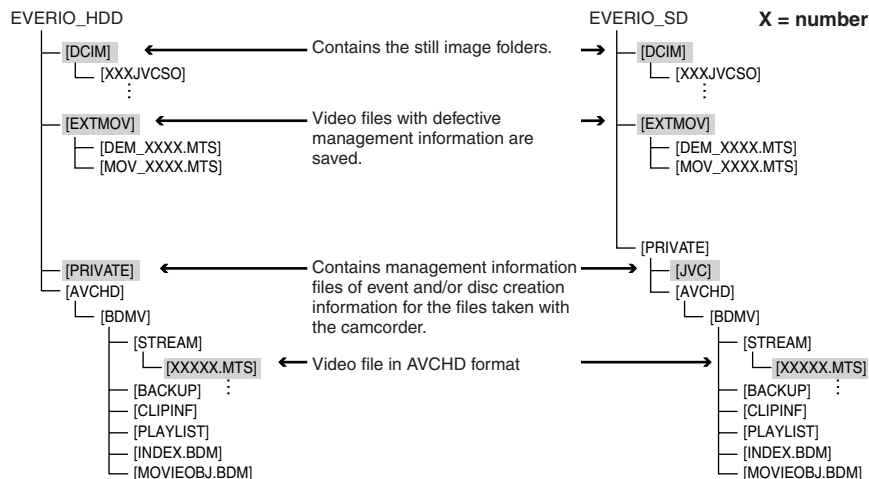 EVERIO_HDD
[DCIM]
[XXXJVCSO]
[EXTMOV]
[DEM_XXXX.MTS]
[MOV_XXXX.MTS]
[PRIVATE]
[AVCHD]
[BDMV]
[STREAM]
[XXXXX.MTS]
[BACKUP]
[CLIPINF]
[PLAYLIST]
[INDEX.BDM]
[MOVIEOBJ.BDM]
Contains the still image folders.
Video files with defective
management information are
saved.
Contains management information
files of event and/or disc creation
information for the files taken with
the camcorder.
Video file in AVCHD format
EVERIO_SD
X = number
[DCIM]
[XXXJVCSO]
[EXTMOV]
[DEM_XXXX.MTS]
[MOV_XXXX.MTS]
[PRIVATE]
[JVC]
[AVCHD]
[BDMV]
[STREAM]
[XXXXX.MTS]
[BACKUP]
[CLIPINF]
[PLAYLIST]
[INDEX.BDM]
[MOVIEOBJ.BDM]